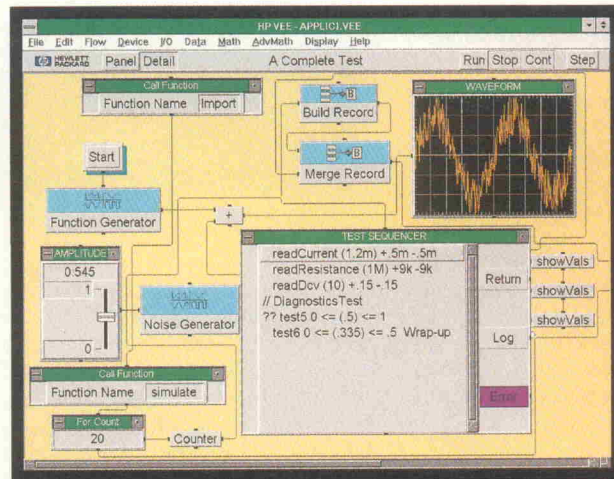 HP VEE - APPLIC1.VEE
File Edit Flow Device I/O Data Math AdvMath Display Help
hp HEWLETT PACKARD Panel Detail A Complete Test Run Stop Cont Step
Call Function
Function Name Import
Build Record
Merge Record
WAVEFORM
Start
Function Generator
+
AMPLITUDE
0.545
1
0
Noise Generator
TEST SEQUENCER
readCurrent (1.2m) +.5m -.5m
readResistance (1M) +9k -9k
readDcv (10) +.15 -.15
// DiagnosticsTest
?? test5 0 <= (.5) <= 1
test6 0 <= (.335) <= .5 Wrap-up
Return
Log
Error
showVals
showVals
showVals
Call Function
Function Name simulate
For Count
20
Counter